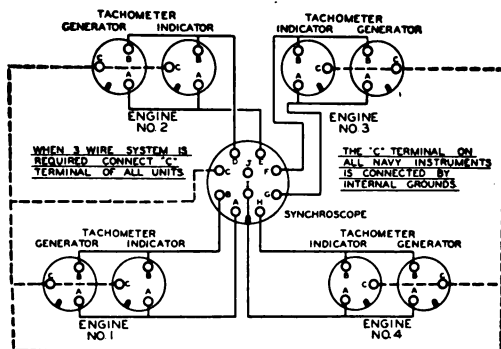 TACHOMETER
GENERATOR INDICATOR
B B
C C
A A
ENGINE
NO. 2
TACHOMETER
INDICATOR GENERATOR
B B
C C
A A
ENGINE
NO. 3
WHEN 3 WIRE SYSTEM IS
REQUIRED CONNECT "C"
TERMINAL OF ALL UNITS
D J E
C F
I
B G
A H
SYNCHROSCOPE
THE "C" TERMINAL ON
ALL NAVY INSTRUMENTS
IS CONNECTED BY
INTERNAL GROUNDS
TACHOMETER
GENERATOR INDICATOR
B B
C C
A A
ENGINE
NO. 1
TACHOMETER
INDICATOR GENERATOR
B B
C C
A A
ENGINE
NO. 4